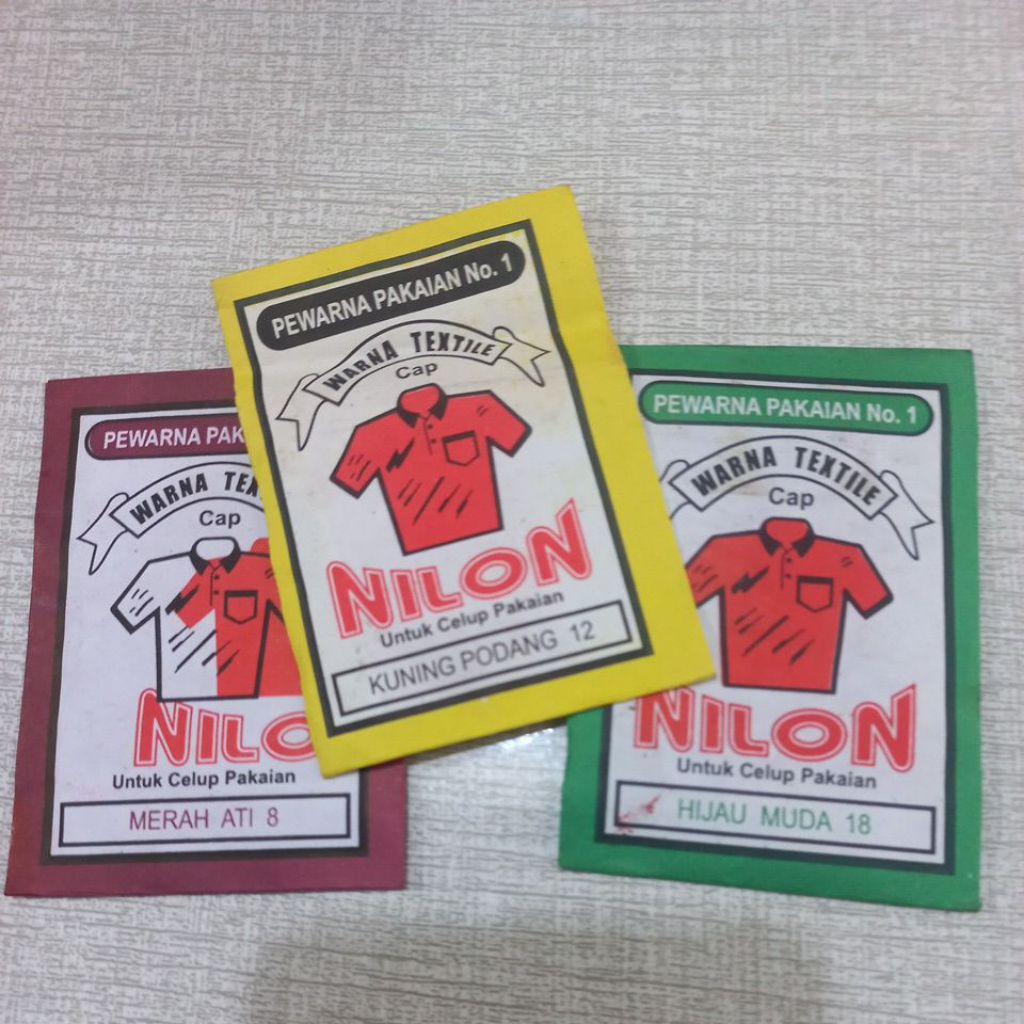 PEWARNA PAKAIAN No. 1
WARNA TEXTILE
Cap
NILON
Untuk Celup Pakaian
KUNING PODANG 12
PEWARNA PAK
WARNA TEX
Cap
NILO
Untuk Celup Pakaian
MERAH ATI 8
PEWARNA PAKAIAN No. 1
WARNA TEXTILE
Cap
NILON
Untuk Celup Pakaian
HIJAU MUDA 18